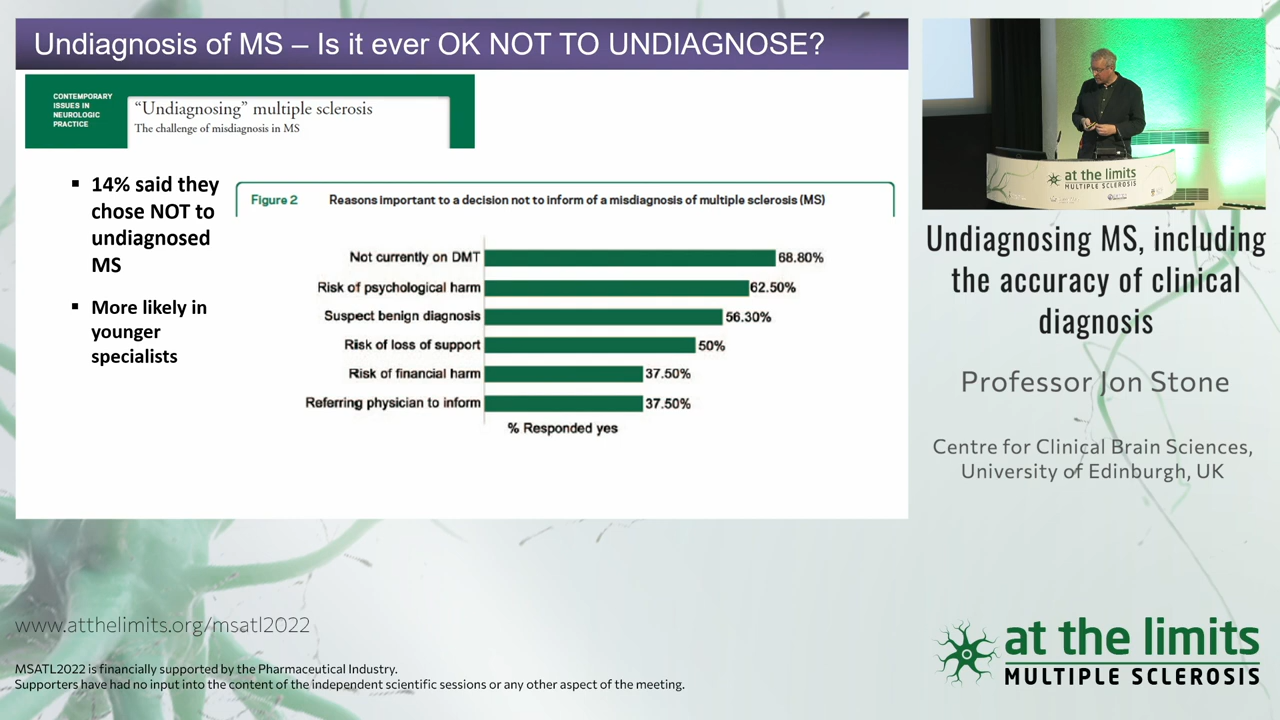 Undiagnosis of MS – Is it ever OK NOT TO UNDIAGNOSE?
CONTEMPORARY
ISSUES IN
NEUROLOGIC
PRACTICE
“Undiagnosing” multiple sclerosis
The challenge of misdiagnosis in MS
▪ 14% said they
chose NOT to
undiagnosed
MS
▪ More likely in
younger
specialists
Figure 2 Reasons important to a decision not to inform of a misdiagnosis of multiple sclerosis (MS)
Not currently on DMT 68.80%
Risk of psychological harm 62.50%
Suspect benign diagnosis 56.30%
Risk of loss of support 50%
Risk of financial harm 37.50%
Referring physician to inform 37.50%
% Responded yes
at the limits
MULTIPLE SCLEROSIS
Undiagnosing MS, including
the accuracy of clinical
diagnosis
Professor Jon Stone
Centre for Clinical Brain Sciences,
University of Edinburgh, UK
www.atthelimits.org/msatl2022
MSATL2022 is financially supported by the Pharmaceutical Industry.
Supporters have had no input into the content of the independent scientific sessions or any other aspect of the meeting.
at the limits
MULTIPLE SCLEROSIS